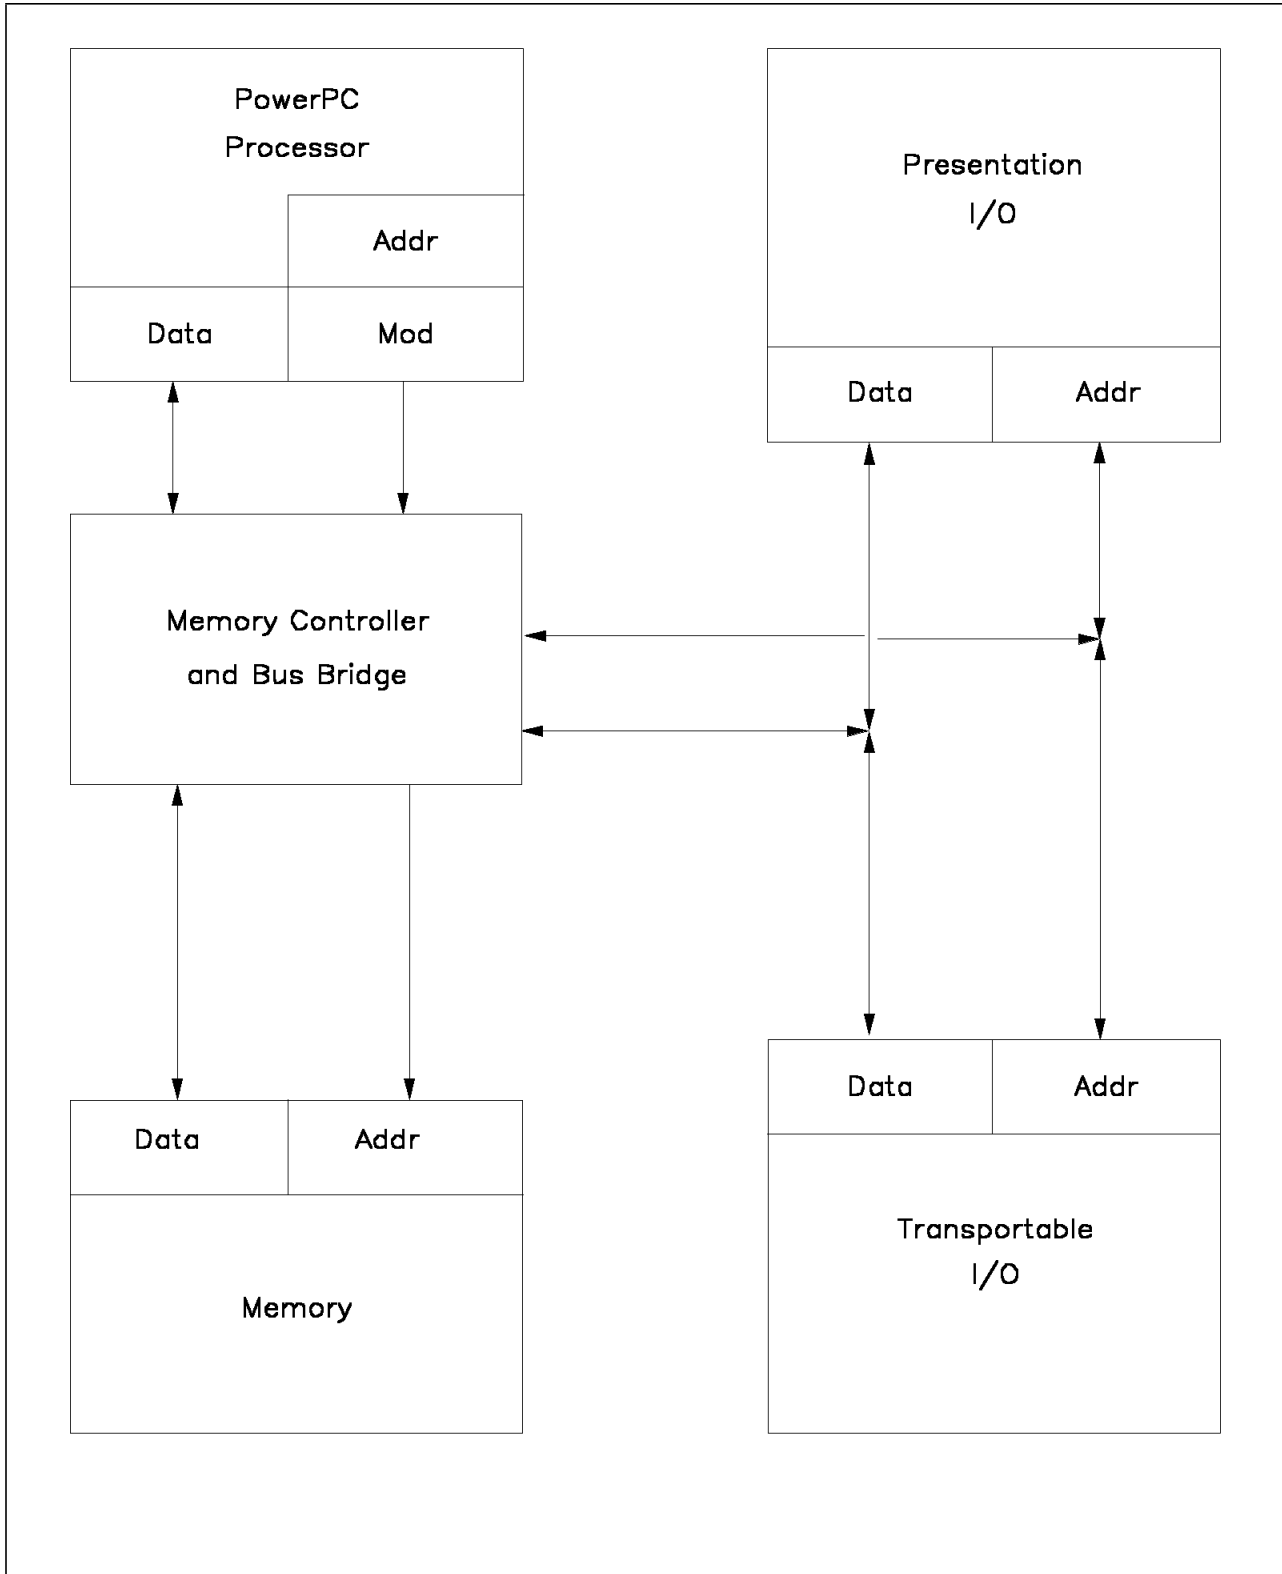 PowerPC
Processor
Addr
Data
Mod
Presentation
I/O
Data
Addr
Memory Controller
and Bus Bridge
Data
Addr
Memory
Data
Addr
Transportable
I/O